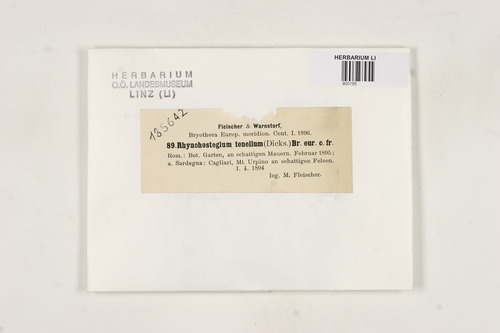 HERBARIUM
O.Ö. LANDESMUSEUM
LINZ (LI)
HERBARIUM LI
135642
Fleischer & Warnstorf,
Bryotheca Europ. meridion. Cent. I. 1896.
89. Rhynchostegium tenellum (Dicks.) Br. eur. c. fr.
Rom.: Bot. Garten, an schattigen Mauern. Februar 1895;
a. Sardegna: Cagliari, Mt. Urpino an schattigen Felsen.
1. 4. 1894
leg. M. Fleischer.